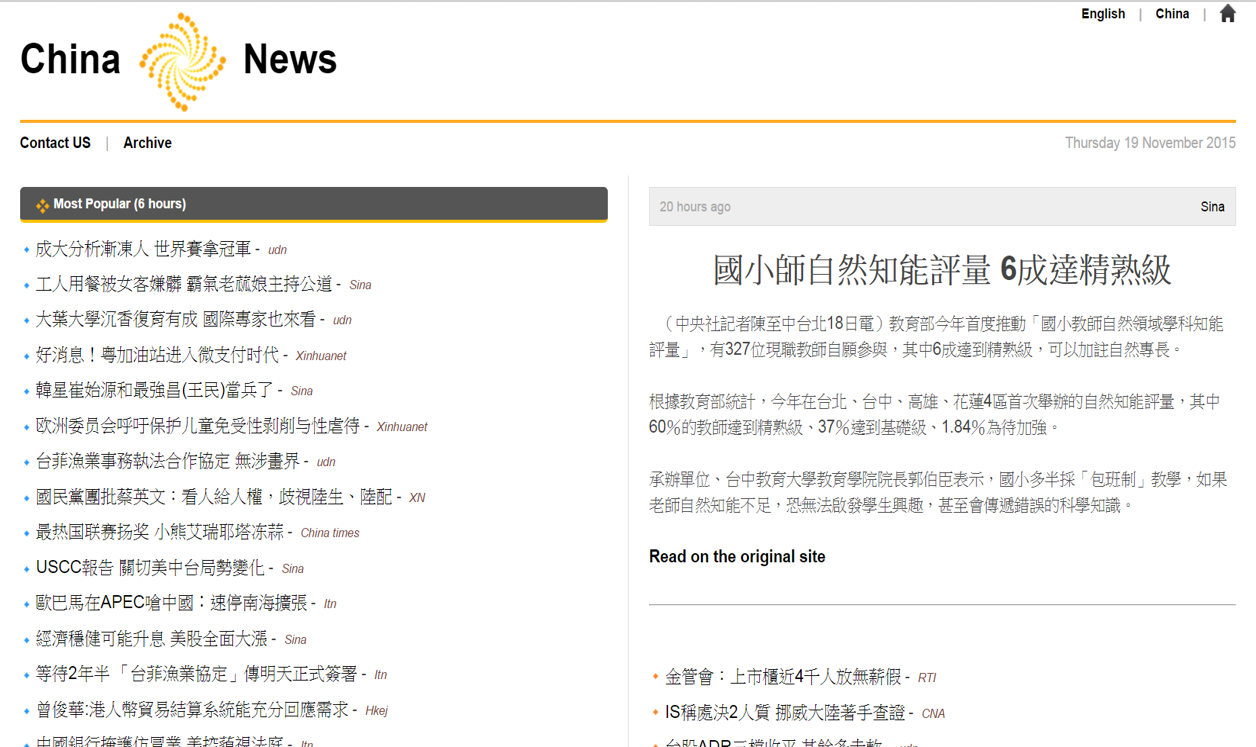 English | China |
China News
Contact US | Archive
Thursday 19 November 2015
Most Popular (6 hours)
成大分析漸凍人 世界賽拿冠軍 - udn
工人用餐被女客嫌髒 霸氣老闆娘主持公道 - Sina
大葉大學沉香復育有成 國際專家也來看 - udn
好消息！粤加油站进入微支付时代 - Xinhuanet
韓星崔始源和最強昌(王民)當兵了 - Sina
欧洲委员会呼吁保护儿童免受性剥削与性虐待 - Xinhuanet
台菲漁業事務執法合作協定 無涉畫界 - udn
國民黨團批蔡英文：看人給人權，歧視陸生、陸配 - XN
最热国联赛扬奖 小熊艾瑞耶塔冻蒜 - China times
USCC報告 關切美中台局勢變化 - Sina
歐巴馬在APEC嗆中國：速停南海擴張 - ltn
經濟穩健可能升息 美股全面大漲 - Sina
等待2年半 「台菲漁業協定」傳明天正式簽署 - ltn
曾俊華:港人幣貿易結算系統能充分回應需求 - Hkej
20 hours ago
Sina
國小師自然知能評量 6成達精熟級
（中央社記者陳至中台北18日電）教育部今年首度推動「國小教師自然領域學科知能
評量」，有327位現職教師自願參與，其中6成達到精熟級，可以加註自然專長。
根據教育部統計，今年在台北、台中、高雄、花蓮4區首次舉辦的自然知能評量，其中
60％的教師達到精熟級、37％達到基礎級、1.84％為待加強。
承辦單位、台中教育大學教育學院院長郭伯臣表示，國小多半採「包班制」教學，如果
老師自然知能不足，恐無法啟發學生興趣，甚至會傳遞錯誤的科學知識。
Read on the original site
金管會：上市櫃近4千人放無薪假 - RTI
IS稱處決2人質 挪威大陸著手查證 - CNA